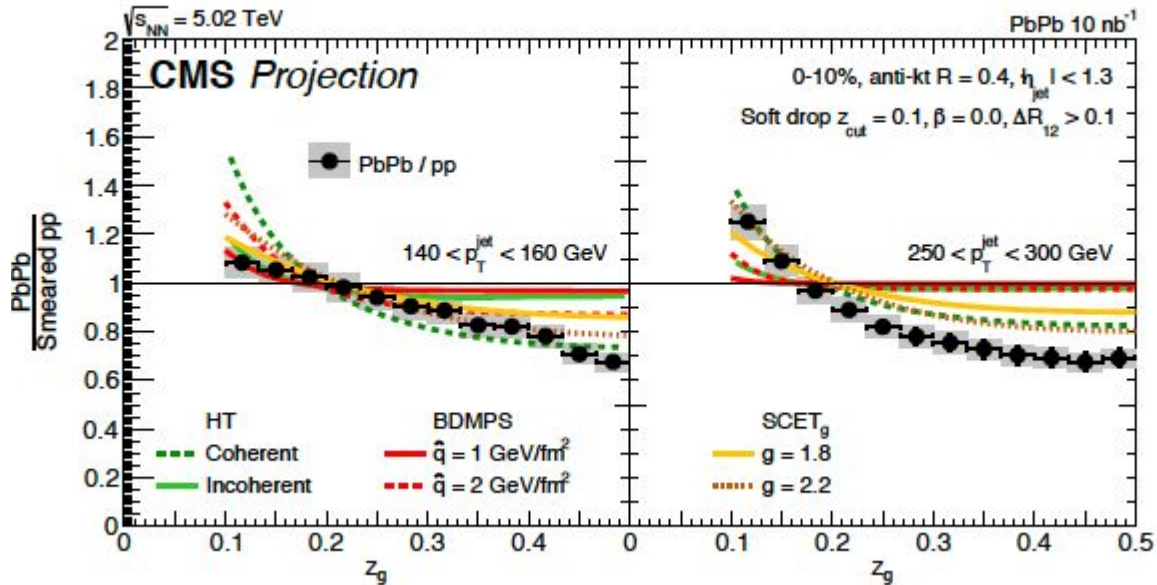 √s_NN = 5.02 TeV
PbPb 10 nb⁻¹
CMS Projection
0-10%, anti-kt R = 0.4, |η_jet| < 1.3
Soft drop z_cut = 0.1, β = 0.0, ΔR_12 > 0.1
PbPb / pp
140 < p_T^jet < 160 GeV
250 < p_T^jet < 300 GeV
PbPb
Smeared pp
HT
Coherent
Incoherent
BDMPS
q̂ = 1 GeV/fm²
q̂ = 2 GeV/fm²
SCET_g
g = 1.8
g = 2.2
2
1.8
1.6
1.4
1.2
1
0.8
0.6
0.4
0.2
0
0 0.1 0.2 0.3 0.4 0 0.1 0.2 0.3 0.4 0.5
z_g
z_g